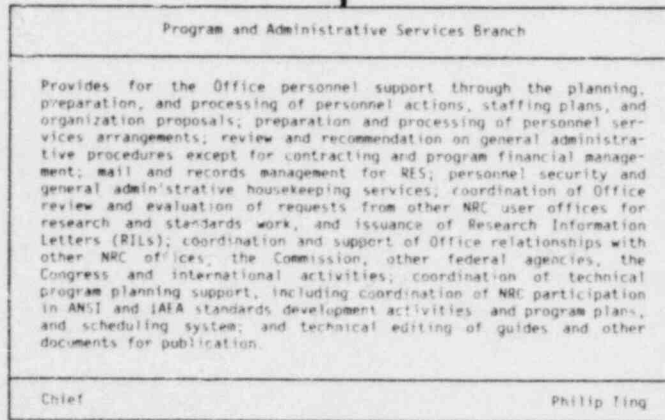 Program and Administrative Services Branch
Provides for the Office personnel support through the planning,
preparation, and processing of personnel actions, staffing plans, and
organization proposals; preparation and processing of personnel ser-
vices arrangements; review and recommendation on general administra-
tive procedures except for contracting and program financial manage-
ment; mail and records management for RES; personnel security and
general administrative housekeeping services; coordination of Office
review and evaluation of requests from other NRC user offices for
research and standards work, and issuance of Research Information
Letters (RILs); coordination and support of Office relationships with
other NRC offices, the Commission, other federal agencies, the
Congress and international activities; coordination of technical
program planning support, including coordination of NRC participation
in ANSI and IAEA standards development activities and program plans,
and scheduling system; and technical editing of guides and other
documents for publication.
Chief Philip Ting